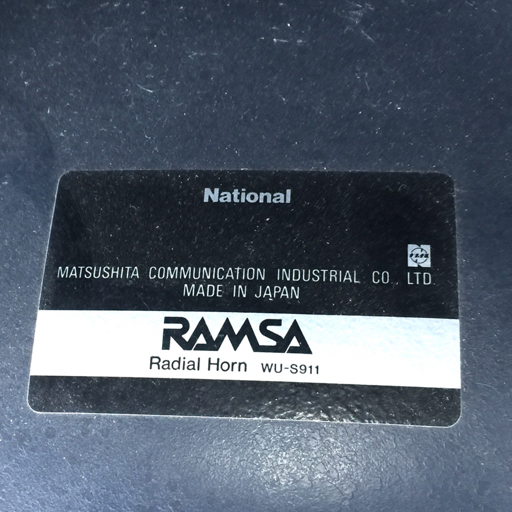 National
MATSUSHITA COMMUNICATION INDUSTRIAL CO., LTD.
MADE IN JAPAN
RAMSA
Radial Horn WU-S911